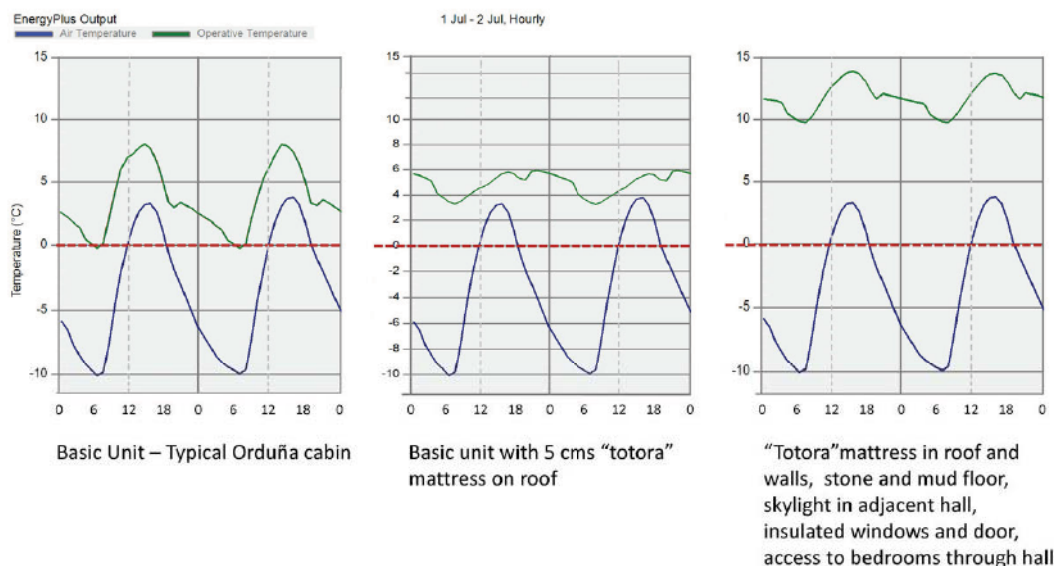 EnergyPlus Output
1 Jul - 2 Jul, Hourly
Air Temperature
Operative Temperature
Temperature (°C)
15
10
5
0
-5
-10
0 6 12 18 0 6 12 18 0
Basic Unit – Typical Orduña cabin
15
10
8
6
4
2
0
-2
-4
-6
-8
-10
0 6 12 18 0 6 12 18 0
Basic unit with 5 cms “totora”
mattress on roof
15
10
5
0
-5
-10
0 6 12 18 0 6 12 18 0
“Totora”mattress in roof and
walls, stone and mud floor,
skylight in adjacent hall,
insulated windows and door,
access to bedrooms through hall